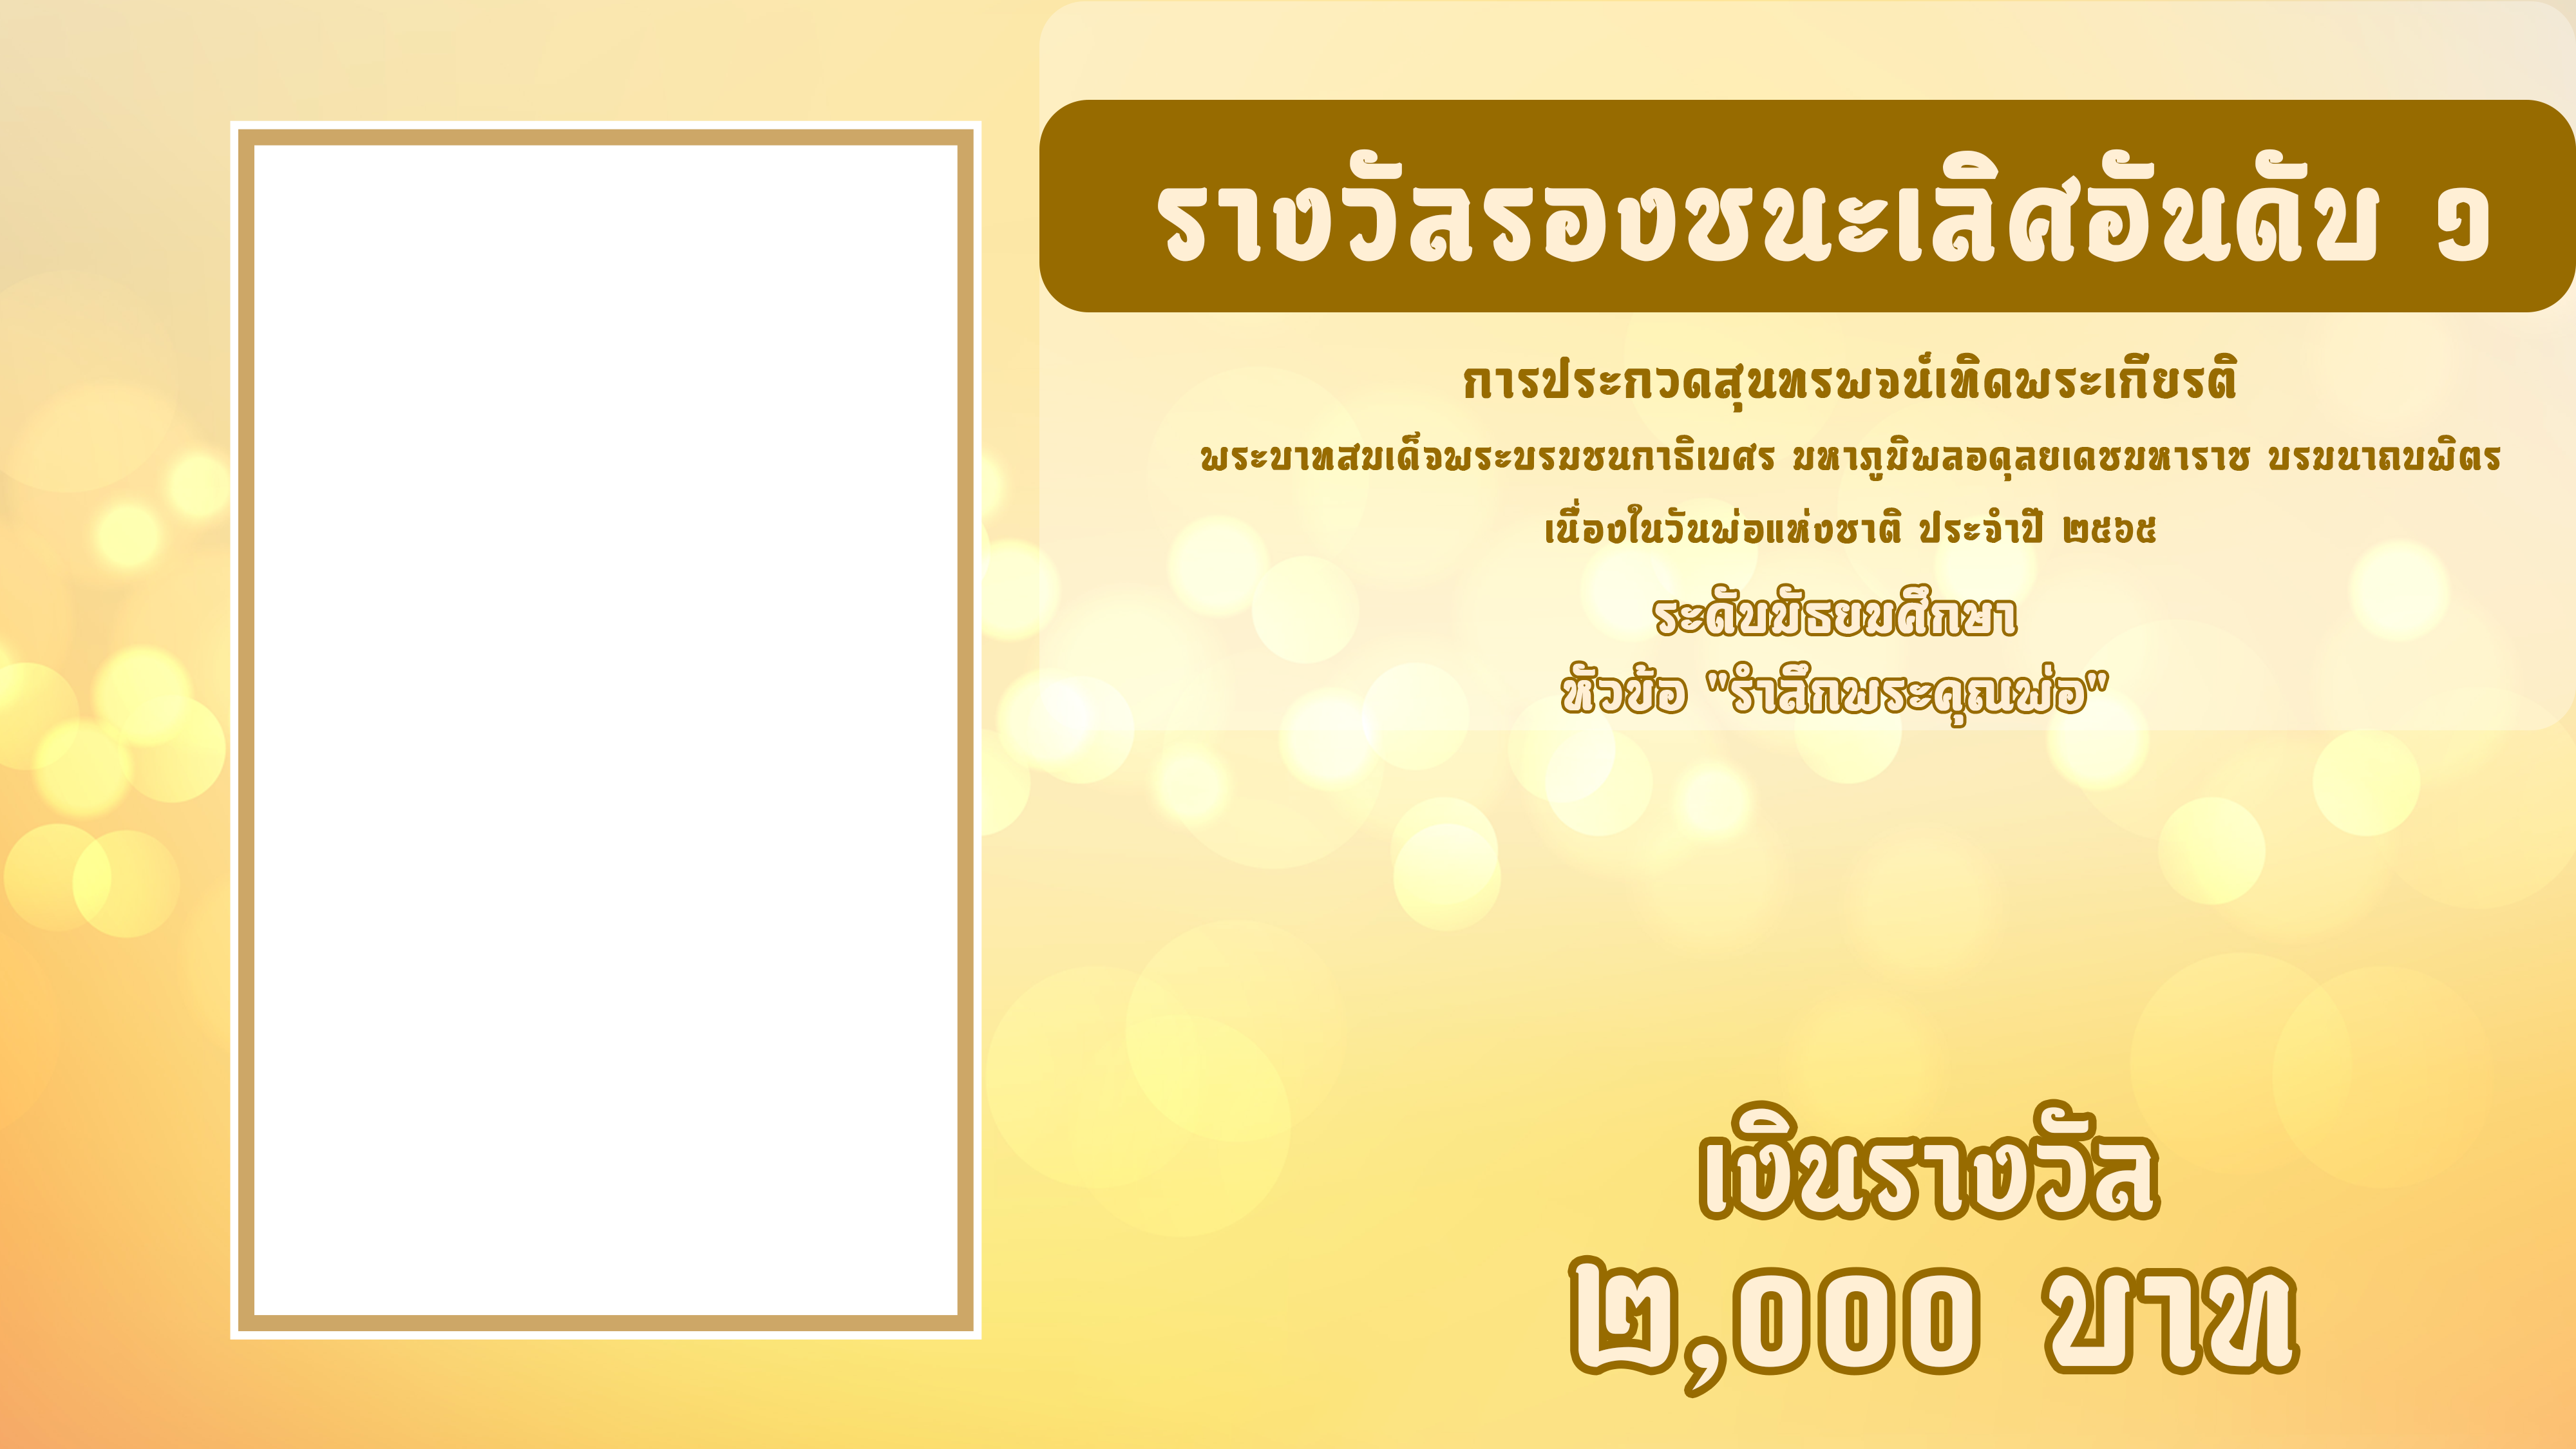 รางวัลรองชนะเลิศอันดับ ๑
การประกวดสุนทรพจน์เทิดพระเกียรติ
พระบาทสมเด็จพระบรมชนกาธิเบศร มหาภูมิพลอดุลยเดชมหาราช บรมนาถบพิตร
เนื่องในวันพ่อแห่งชาติ ประจำปี ๒๕๖๕
ระดับมัธยมศึกษา
หัวข้อ "รำลึกพระคุณพ่อ"
เงินรางวัล
๒,๐๐๐ บาท